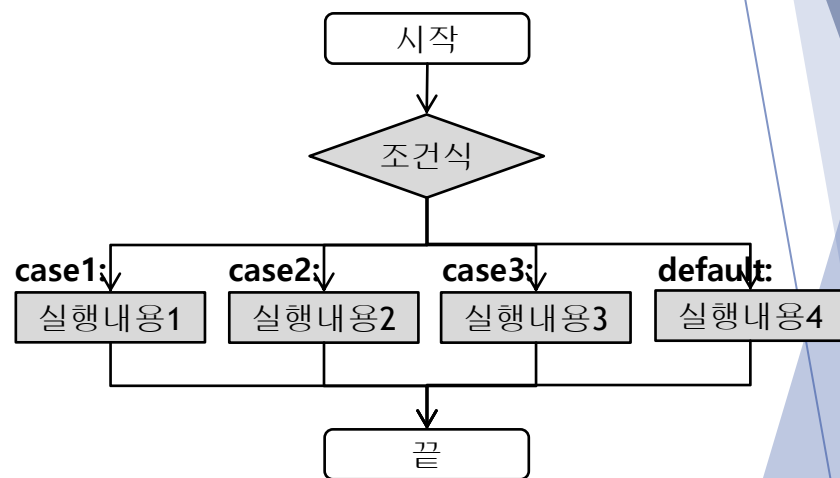 시작
조건식
case1:
case2:
case3:
default:
실행내용1
실행내용2
실행내용3
실행내용4
끝